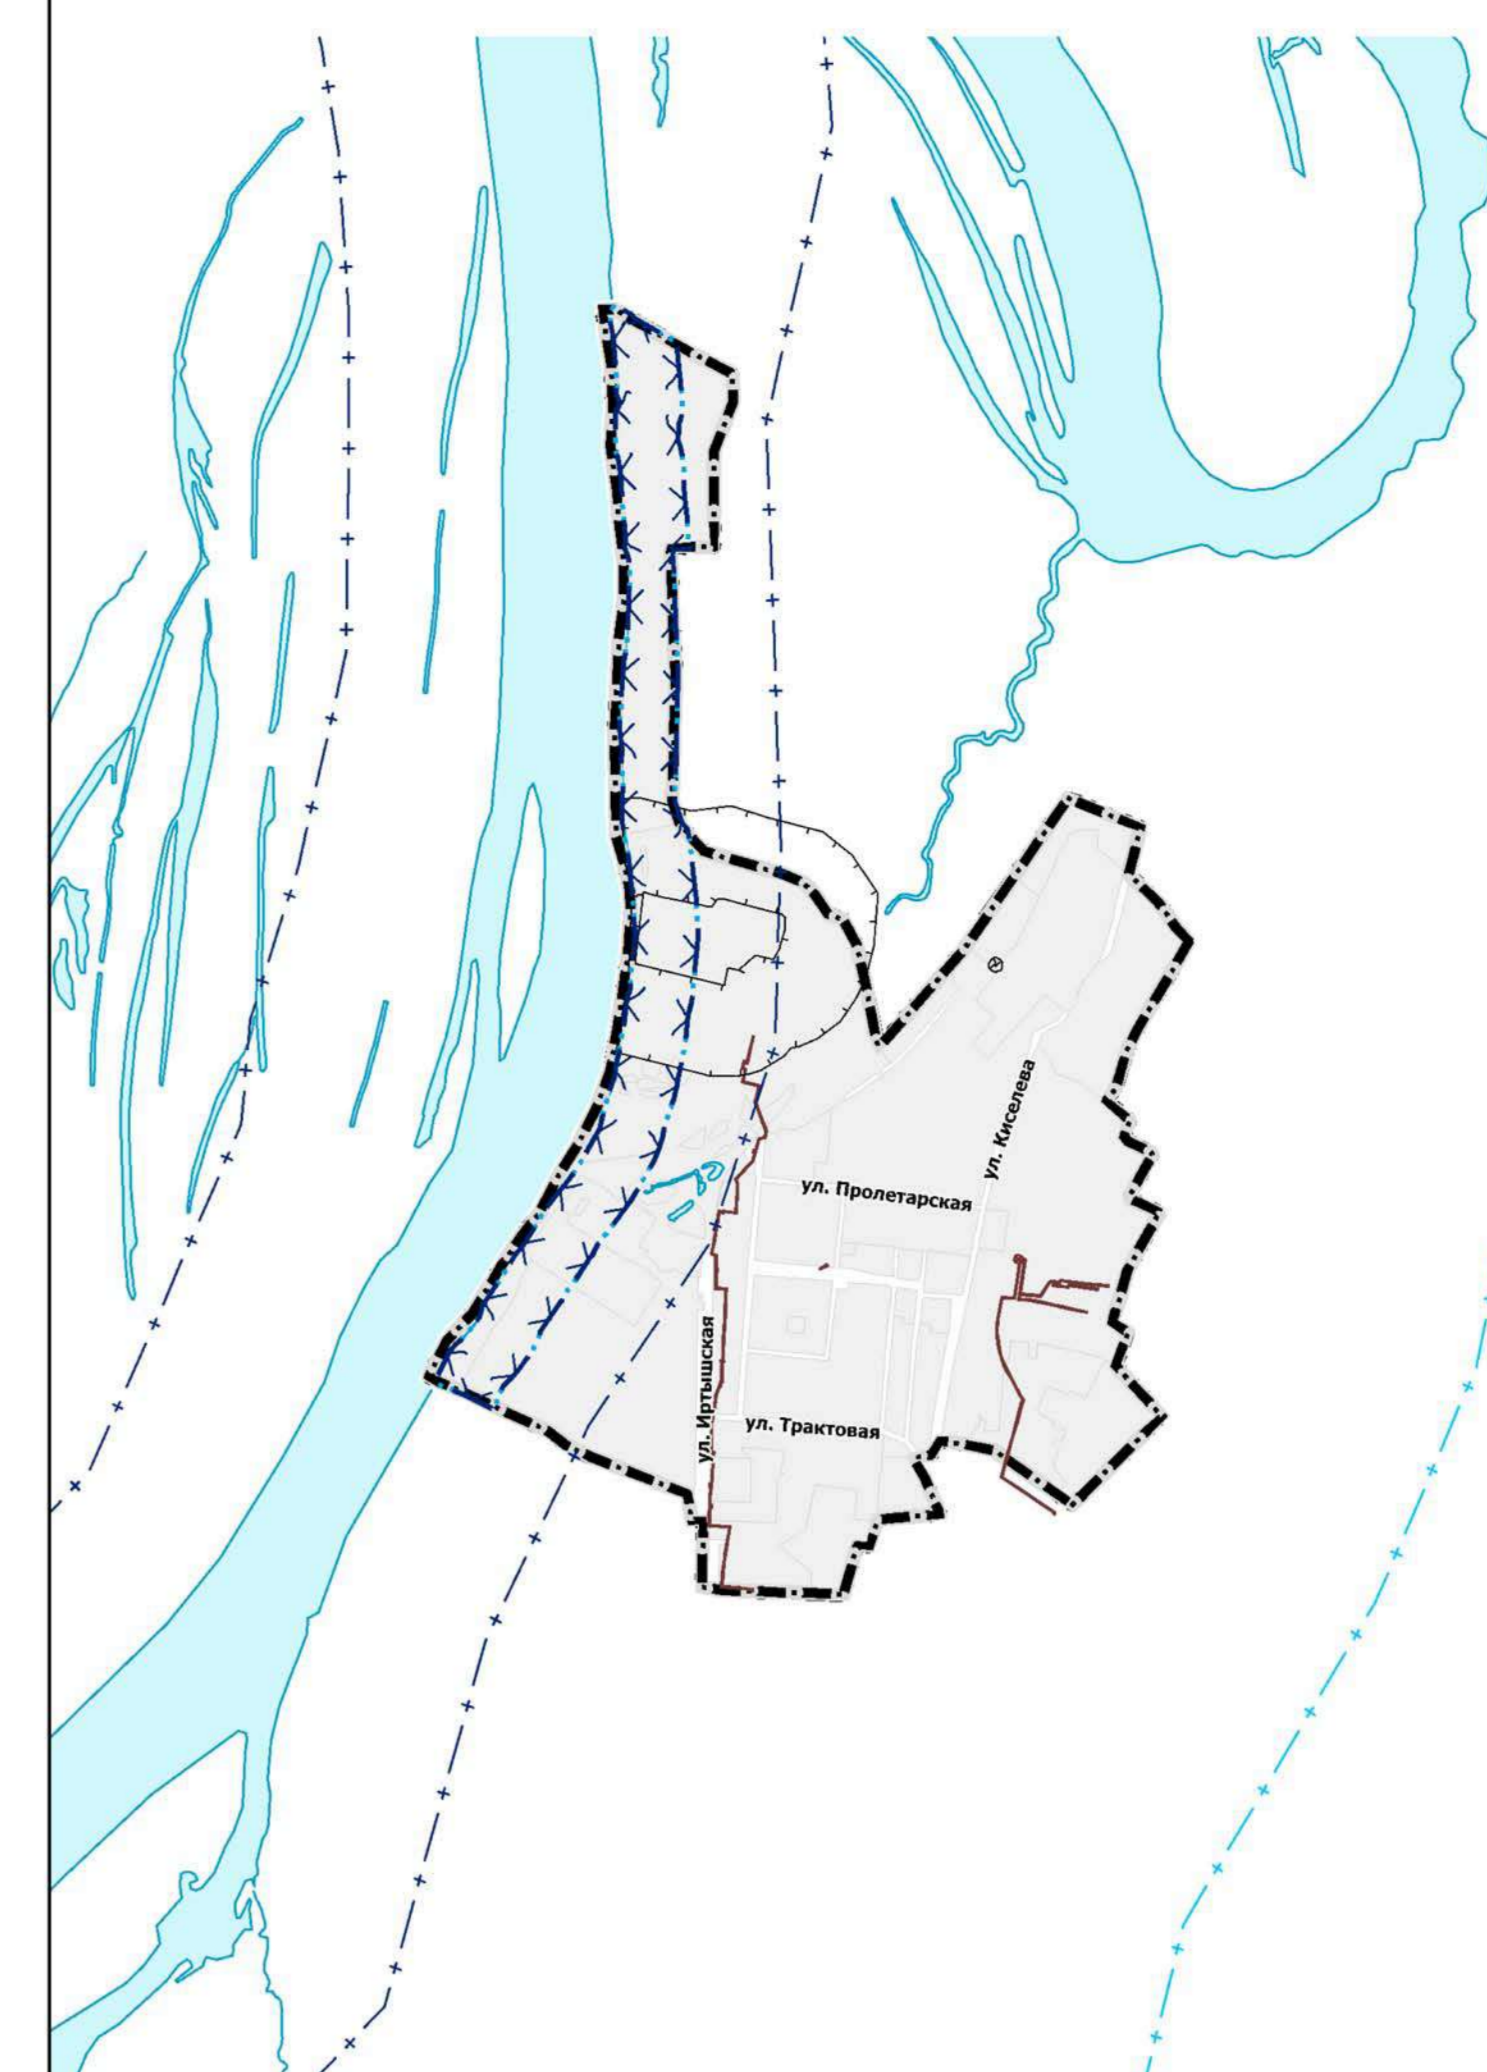 ул. Киселева
ул. Пролетарская
ул. Иртышская
ул. Трактовая